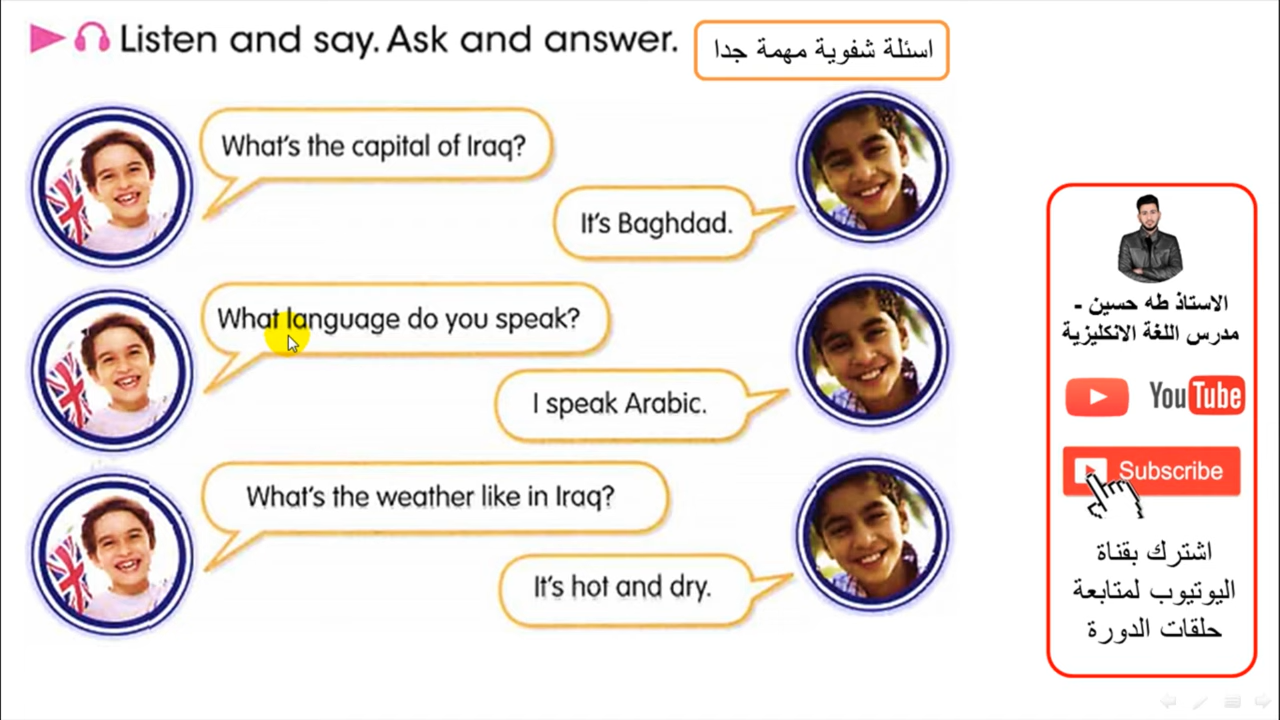 Listen and say. Ask and answer.
اسئلة شفوية مهمة جدا
What's the capital of Iraq?
It's Baghdad.
What language do you speak?
I speak Arabic.
What's the weather like in Iraq?
It's hot and dry.
الاستاذ طه حسين -
مدرس اللغة الانكليزية
YouTube
Subscribe
اشترك بقناة
اليوتيوب لمتابعة
حلقات الدورة